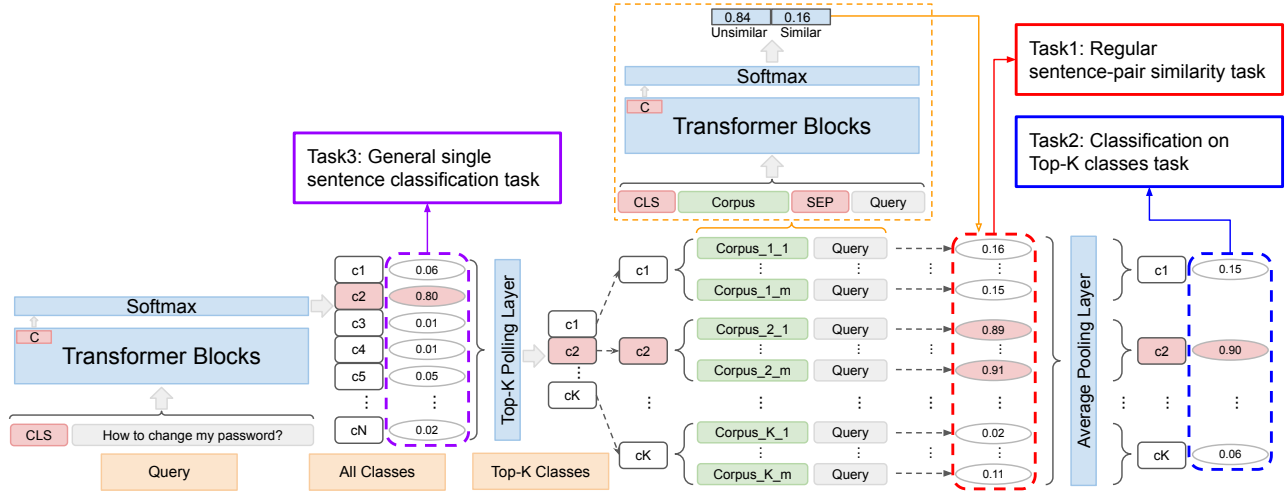 0.84
0.16
Unsimilar
Similar
Softmax
C
Transformer Blocks
CLS
Corpus
SEP
Query
Task1: Regular
sentence-pair similarity task
Task2: Classification on
Top-K classes task
Task3: General single
sentence classification task
Softmax
C
Transformer Blocks
CLS
How to change my password?
Query
c1
0.06
c2
0.80
c3
0.01
c4
0.01
c5
0.05
cN
0.02
All Classes
Top-K Polling Layer
c1
c2
cK
Top-K Classes
c1
Corpus_1_1
Query
0.16
Corpus_1_m
Query
0.15
c2
Corpus_2_1
Query
0.89
Corpus_2_m
Query
0.91
cK
Corpus_K_1
Query
0.02
Corpus_K_m
Query
0.11
Average Pooling Layer
c1
0.15
c2
0.90
cK
0.06